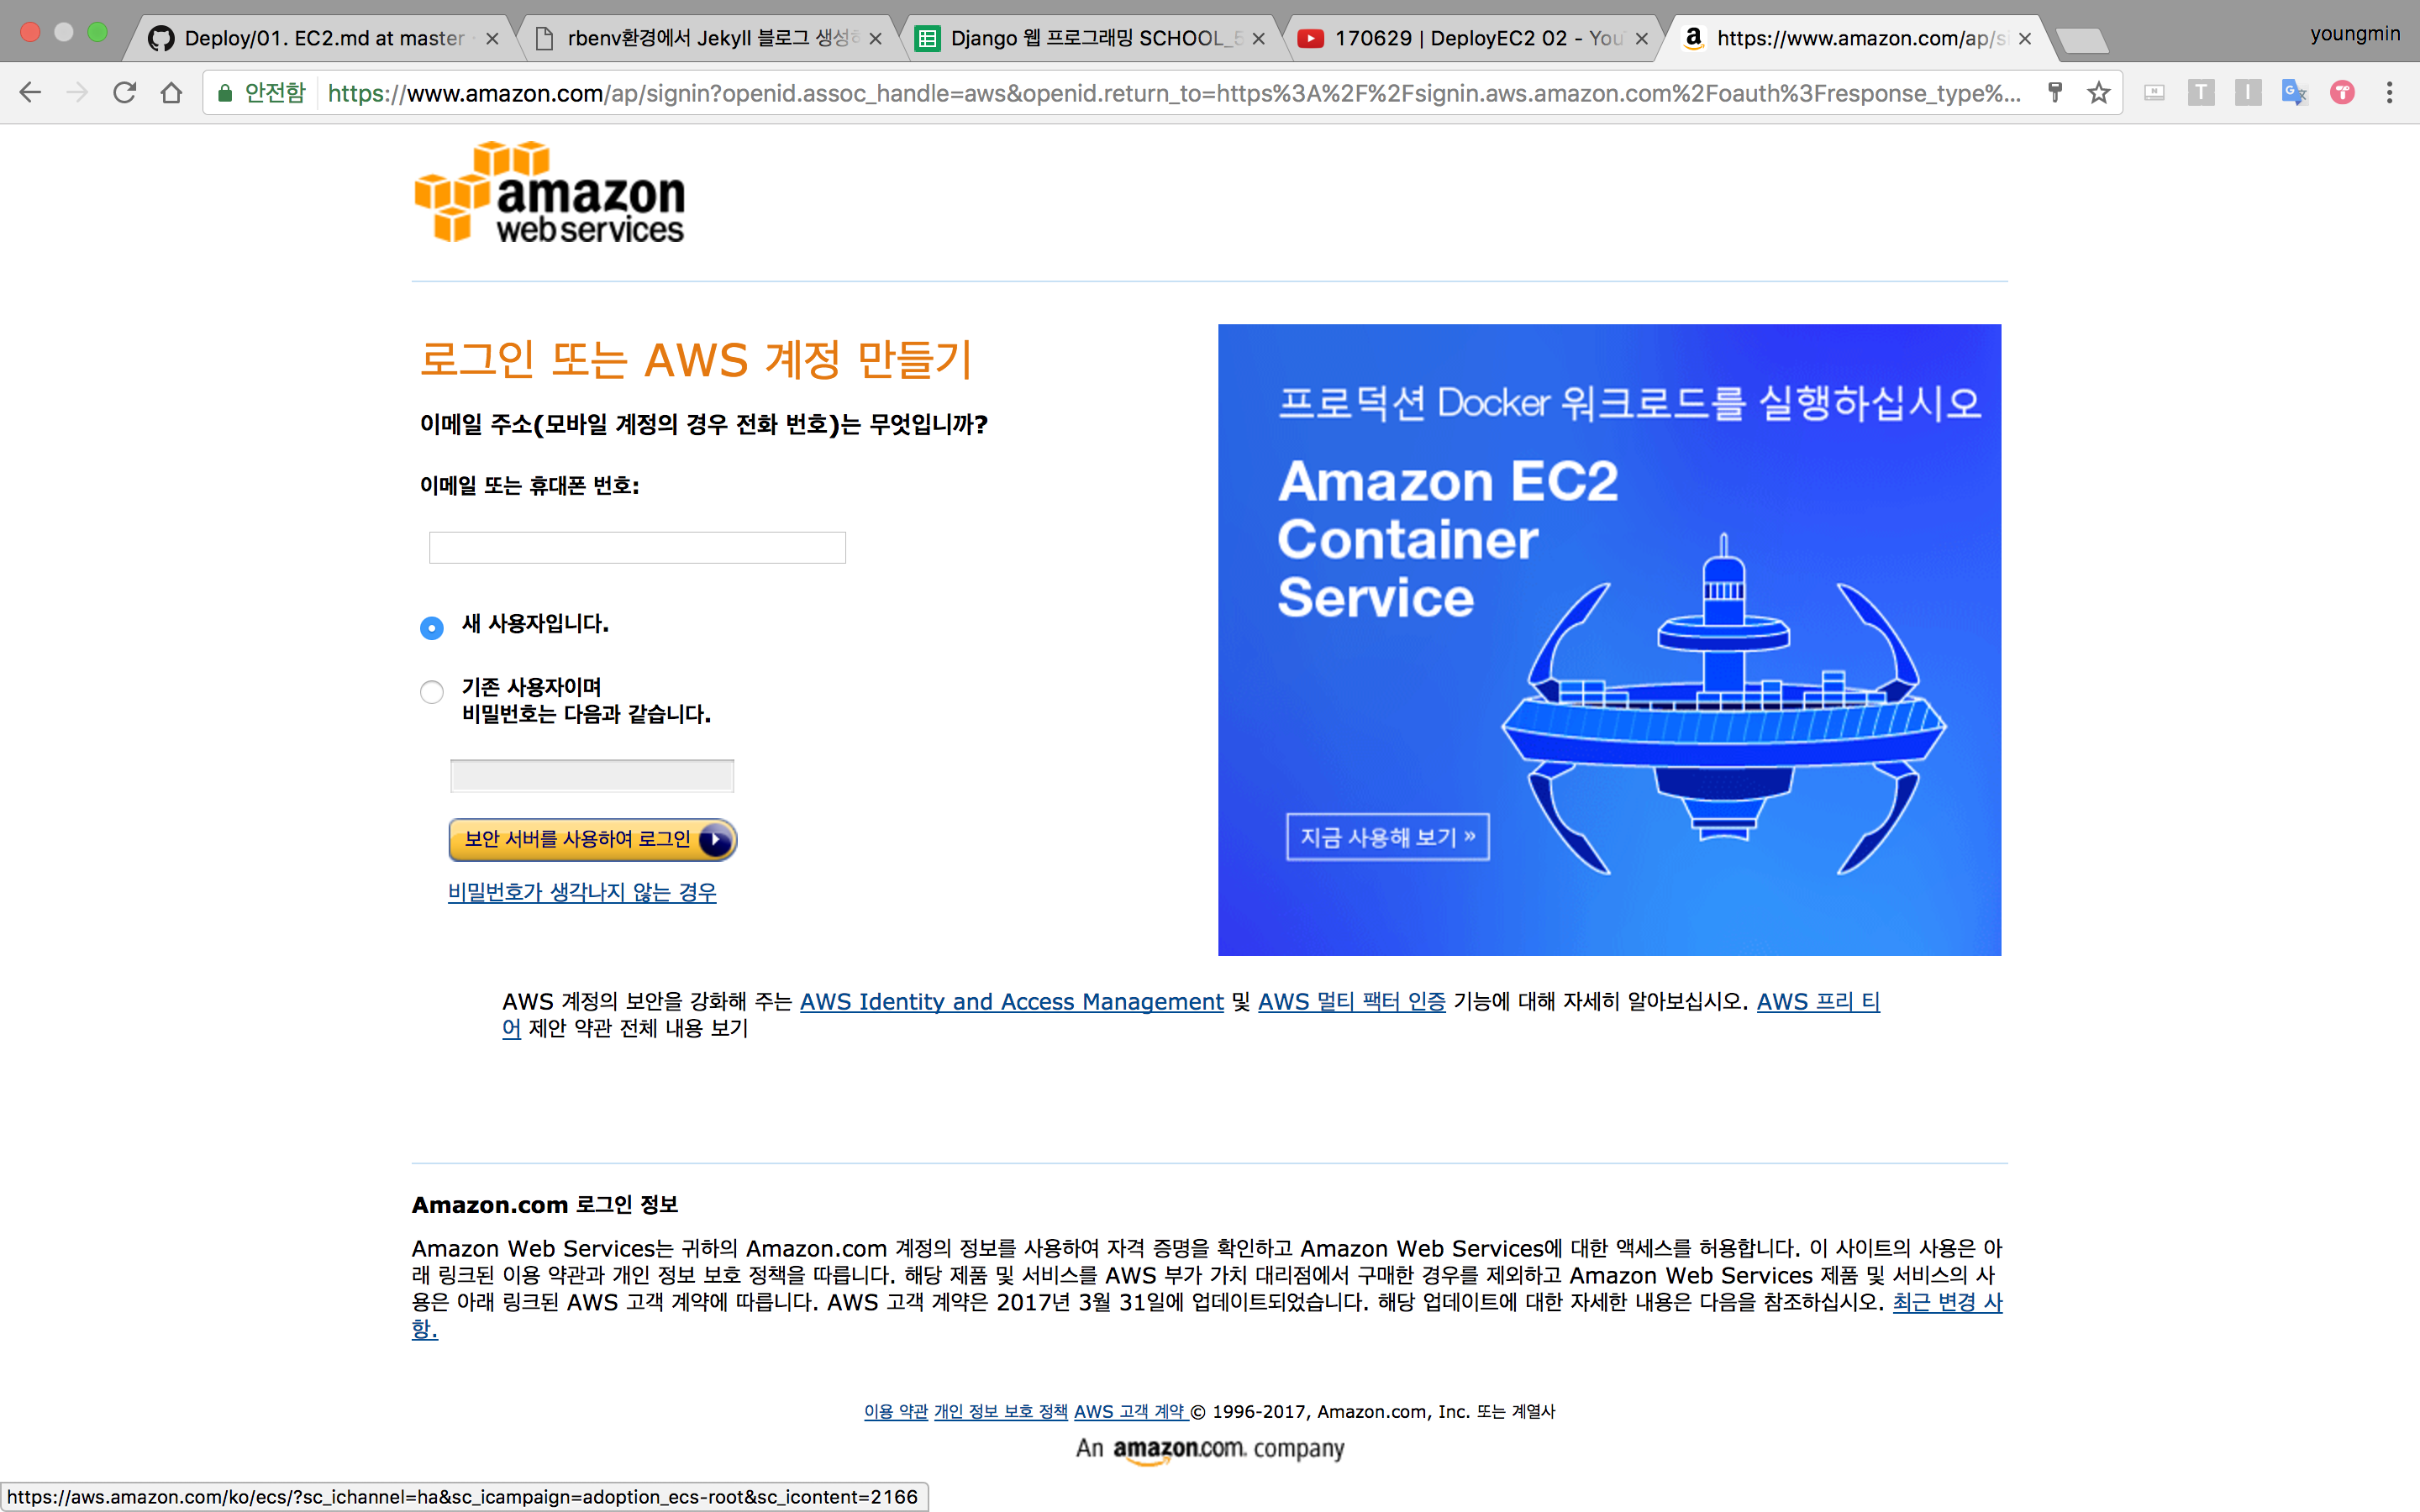 Deploy/01. EC2.md at master
rbenv환경에서 Jekyll 블로그 생성하
Django 웹 프로그래밍 SCHOOL_5
170629 | DeployEC2 02 - You
https://www.amazon.com/ap/si
youngmin
안전함
https://www.amazon.com/ap/signin?openid.assoc_handle=aws&openid.return_to=https%3A%2F%2Fsignin.aws.amazon.com%2Foauth%3Fresponse_type%...
amazon
web services
로그인 또는 AWS 계정 만들기
이메일 주소(모바일 계정의 경우 전화 번호)는 무엇입니까?
이메일 또는 휴대폰 번호:
새 사용자입니다.
기존 사용자이며
비밀번호는 다음과 같습니다.
보안 서버를 사용하여 로그인
비밀번호가 생각나지 않는 경우
프로덕션 Docker 워크로드를 실행하십시오
Amazon EC2
Container
Service
지금 사용해 보기 »
AWS 계정의 보안을 강화해 주는 AWS Identity and Access Management 및 AWS 멀티 팩터 인증 기능에 대해 자세히 알아보십시오. AWS 프리 티
어 제안 약관 전체 내용 보기
Amazon.com 로그인 정보
Amazon Web Services는 귀하의 Amazon.com 계정의 정보를 사용하여 자격 증명을 확인하고 Amazon Web Services에 대한 액세스를 허용합니다. 이 사이트의 사용은 아
래 링크된 이용 약관과 개인 정보 보호 정책을 따릅니다. 해당 제품 및 서비스를 AWS 부가 가치 대리점에서 구매한 경우를 제외하고 Amazon Web Services 제품 및 서비스의 사
용은 아래 링크된 AWS 고객 계약에 따릅니다. AWS 고객 계약은 2017년 3월 31일에 업데이트되었습니다. 해당 업데이트에 대한 자세한 내용은 다음을 참조하십시오. 최근 변경 사
항.
이용 약관 개인 정보 보호 정책 AWS 고객 계약 © 1996-2017, Amazon.com, Inc. 또는 계열사
An amazon.com. company
https://aws.amazon.com/ko/ecs/?sc_ichannel=ha&sc_icampaign=adoption_ecs-root&sc_icontent=2166